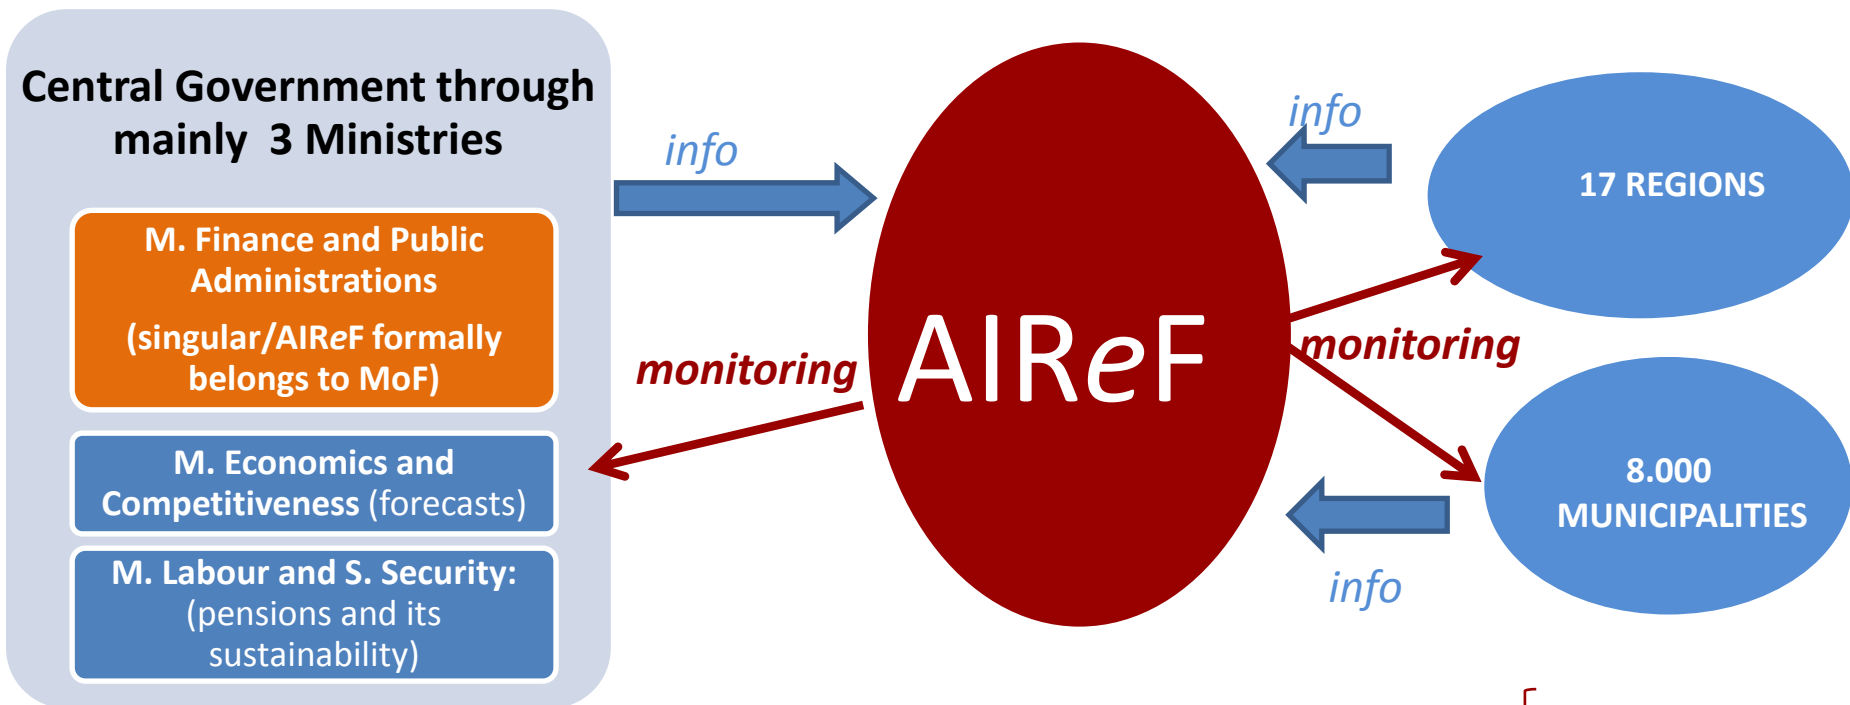 Central Government through
mainly 3 Ministries
M. Finance and Public
Administrations
(singular/AIReF formally
belongs to MoF)
M. Economics and
Competitiveness (forecasts)
M. Labour and S. Security:
(pensions and its
sustainability)
info
monitoring
AIReF
info
monitoring
info
17 REGIONS
8.000
MUNICIPALITIES